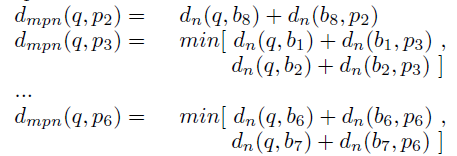 d_mpn(q, p_2) = d_n(q, b_8) + d_n(b_8, p_2)
d_mpn(q, p_3) = min[ d_n(q, b_1) + d_n(b_1, p_3) ,
d_n(q, b_2) + d_n(b_2, p_3) ]
...
d_mpn(q, p_6) = min[ d_n(q, b_6) + d_n(b_6, p_6) ,
d_n(q, b_7) + d_n(b_7, p_6) ]